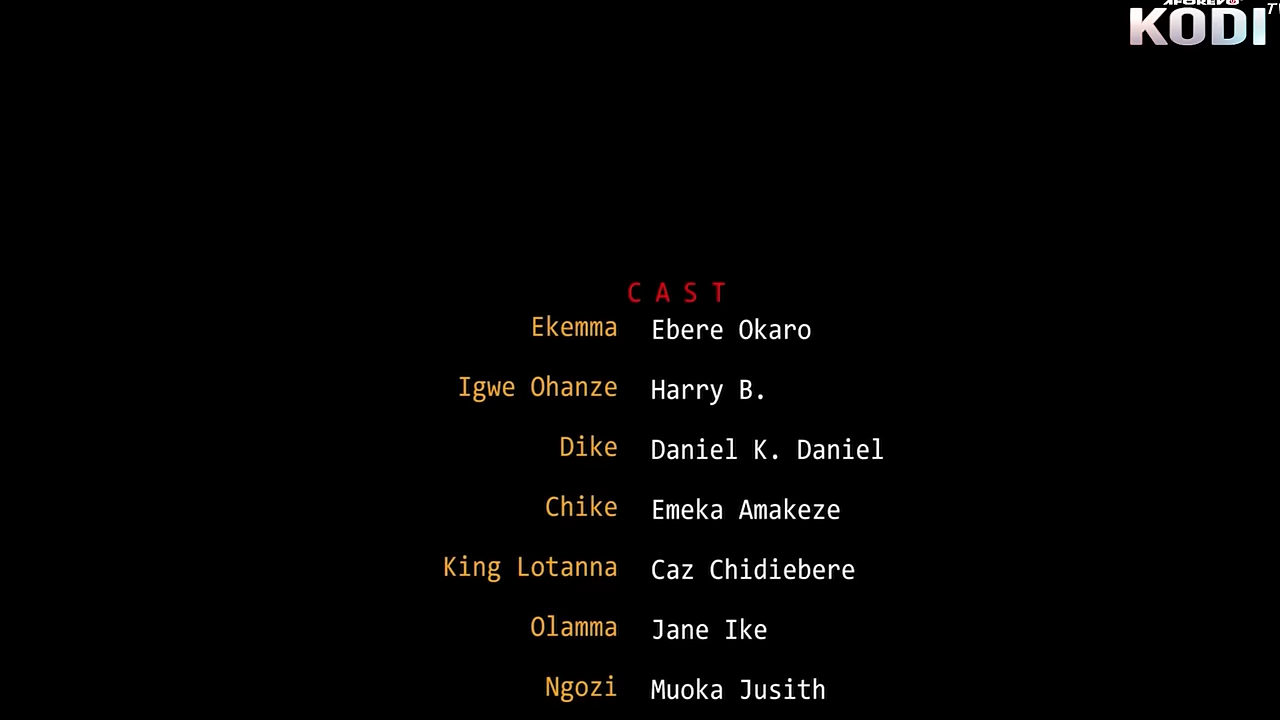 KODI
C A S T
Ekemma Ebere Okaro
Igwe Ohanze Harry B.
Dike Daniel K. Daniel
Chike Emeka Amakeze
King Lotanna Caz Chidiebere
Olamma Jane Ike
Ngozi Muoka Jusith